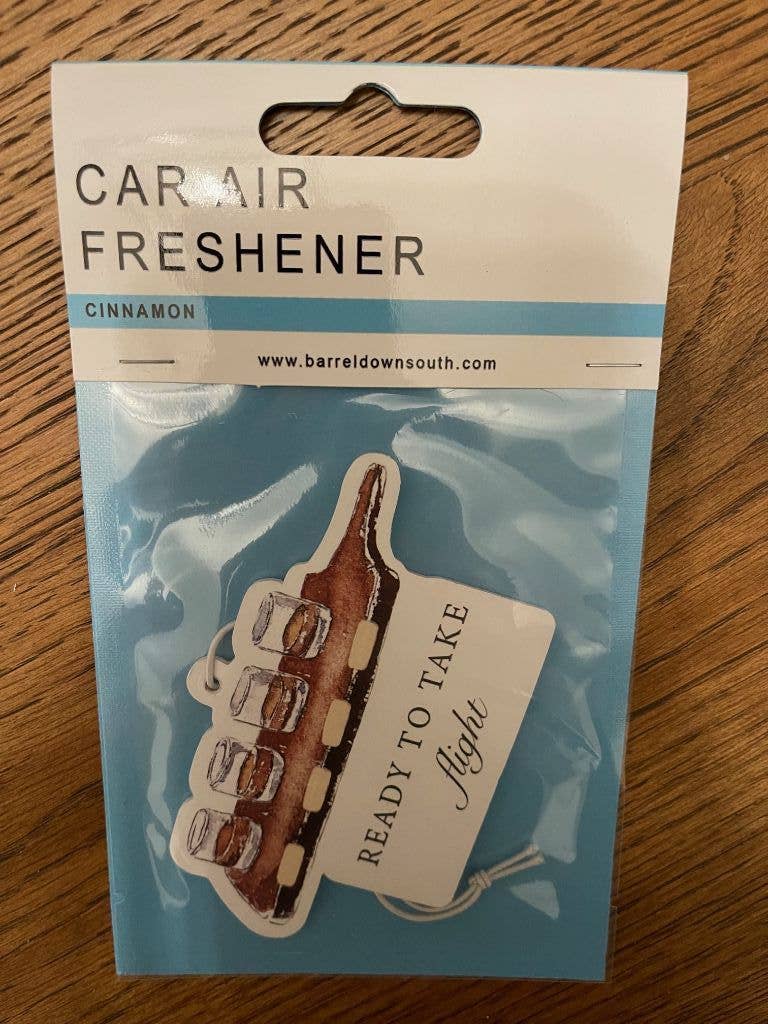 CAR AIR
FRESHENER
CINNAMON
www.barreldownsouth.com
READY TO TAKE
flight